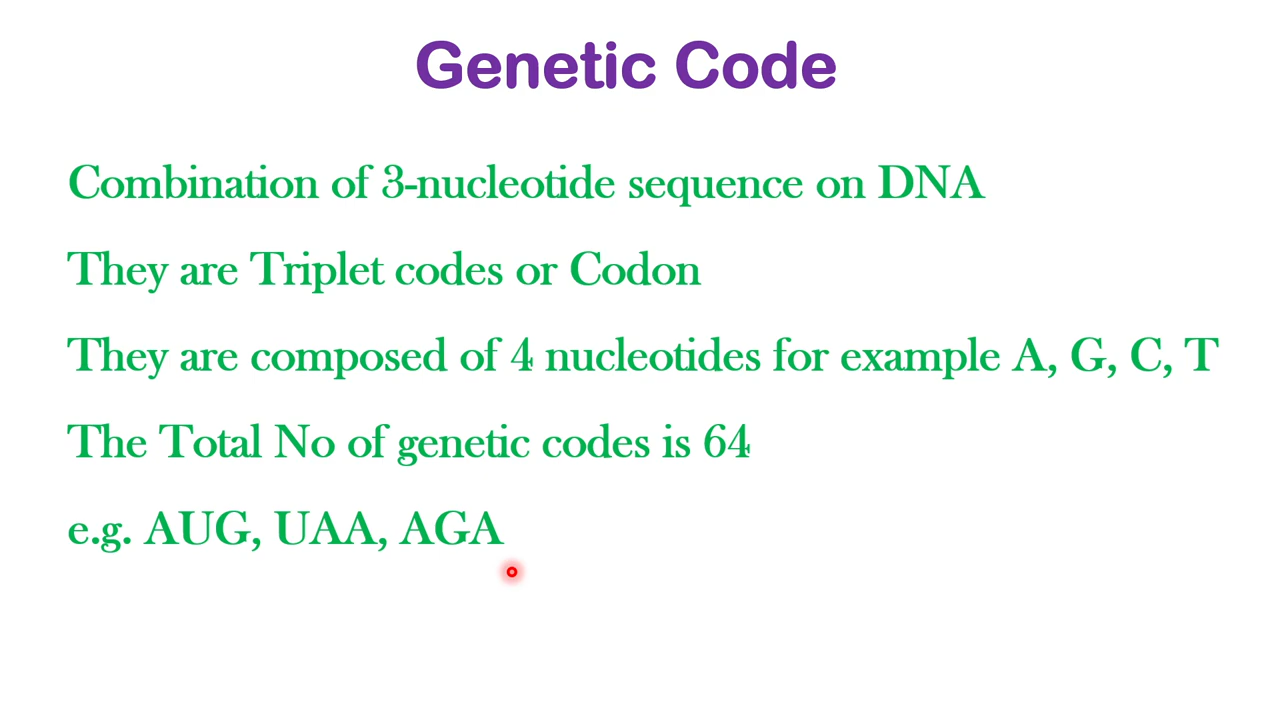 Genetic Code
Combination of 3-nucleotide sequence on DNA
They are Triplet codes or Codon
They are composed of 4 nucleotides for example A, G, C, T
The Total No of genetic codes is 64
e.g. AUG, UAA, AGA